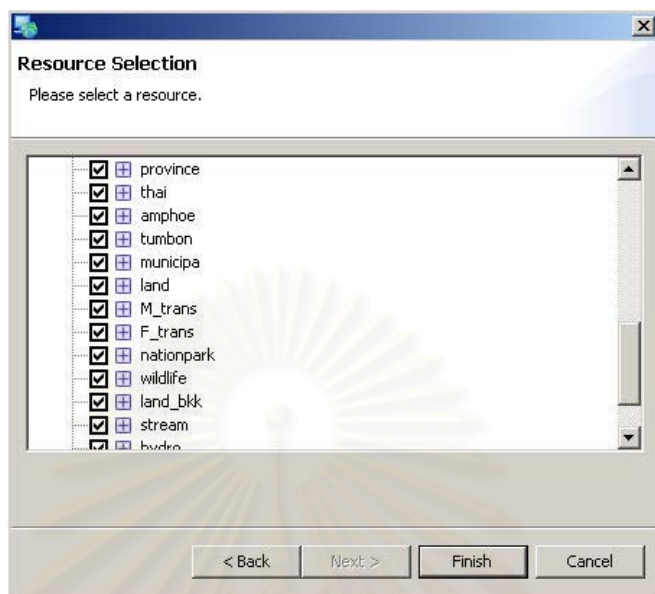 Resource Selection
Please select a resource.
province
thai
amphoe
tumbon
municipa
land
M_trans
F_trans
nationpark
wildlife
land_bkk
stream
hydro
< Back Next > Finish Cancel